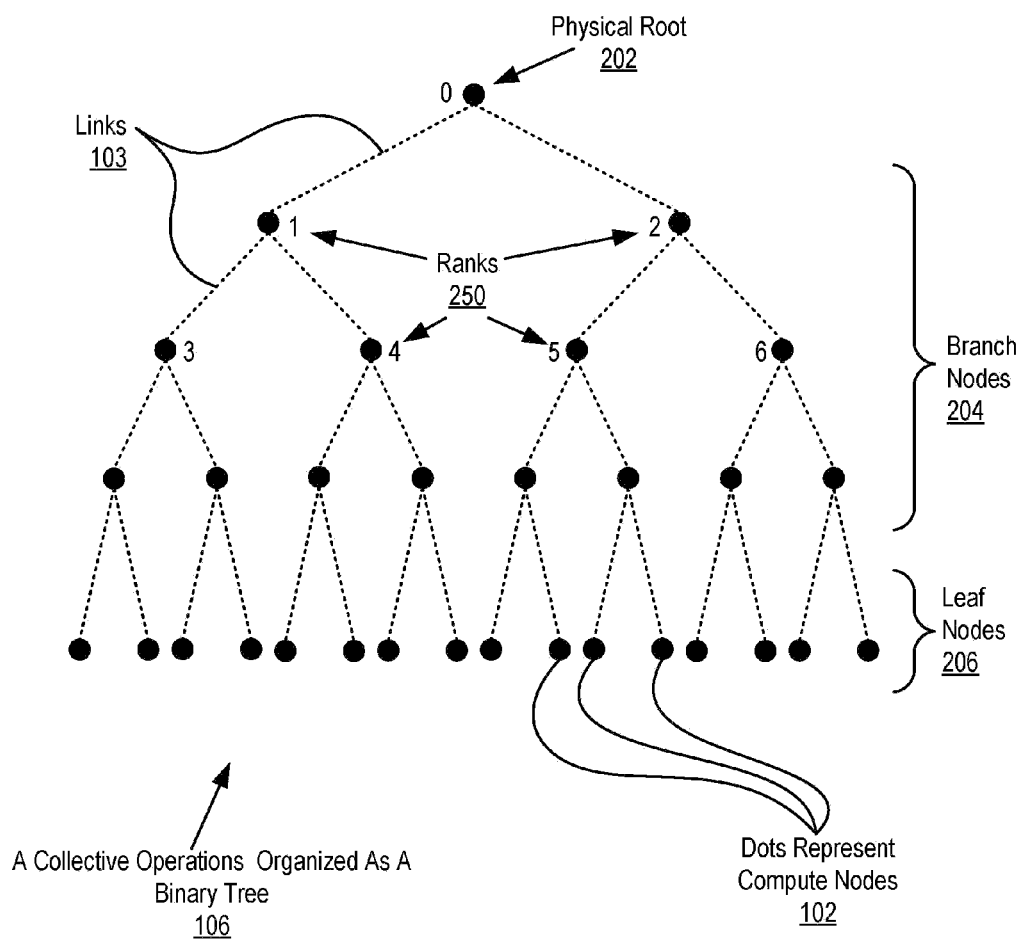 Physical Root
202
0
Links
103
1
2
Ranks
250
3
4
5
6
Branch
Nodes
204
Leaf
Nodes
206
A Collective Operations Organized As A
Binary Tree
106
Dots Represent
Compute Nodes
102